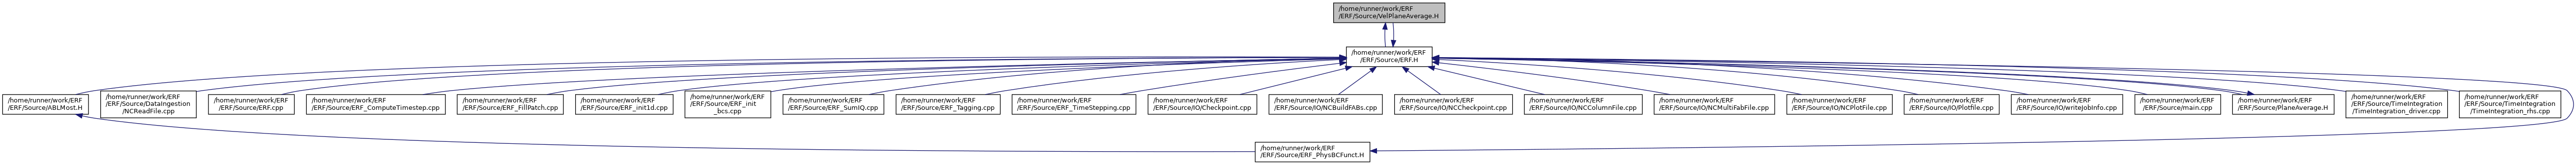 /home/runner/work/ERF
/ERF/Source/VelPlaneAverage.H
/home/runner/work/ERF
/ERF/Source/ERF.H
/home/runner/work/ERF
/ERF/Source/ABLMost.H
/home/runner/work/ERF
/ERF/Source/DataIngestion
/NCReadFile.cpp
/home/runner/work/ERF
/ERF/Source/ERF.cpp
/home/runner/work/ERF
/ERF/Source/ERF_ComputeTimestep.cpp
/home/runner/work/ERF
/ERF/Source/ERF_FillPatch.cpp
/home/runner/work/ERF
/ERF/Source/ERF_init1d.cpp
/home/runner/work/ERF
/ERF/Source/ERF_init
_bcs.cpp
/home/runner/work/ERF
/ERF/Source/ERF_SumIQ.cpp
/home/runner/work/ERF
/ERF/Source/ERF_Tagging.cpp
/home/runner/work/ERF
/ERF/Source/ERF_TimeStepping.cpp
/home/runner/work/ERF
/ERF/Source/IO/Checkpoint.cpp
/home/runner/work/ERF
/ERF/Source/IO/NCBuildFABs.cpp
/home/runner/work/ERF
/ERF/Source/IO/NCCheckpoint.cpp
/home/runner/work/ERF
/ERF/Source/IO/NCColumnFile.cpp
/home/runner/work/ERF
/ERF/Source/IO/NCMultiFabFile.cpp
/home/runner/work/ERF
/ERF/Source/IO/NCPlotFile.cpp
/home/runner/work/ERF
/ERF/Source/IO/Plotfile.cpp
/home/runner/work/ERF
/ERF/Source/IO/writeJobInfo.cpp
/home/runner/work/ERF
/ERF/Source/main.cpp
/home/runner/work/ERF
/ERF/Source/PlaneAverage.H
/home/runner/work/ERF
/ERF/Source/TimeIntegration
/TimeIntegration_driver.cpp
/home/runner/work/ERF
/ERF/Source/TimeIntegration
/TimeIntegration_rhs.cpp
/home/runner/work/ERF
/ERF/Source/ERF_PhysBCFunct.H